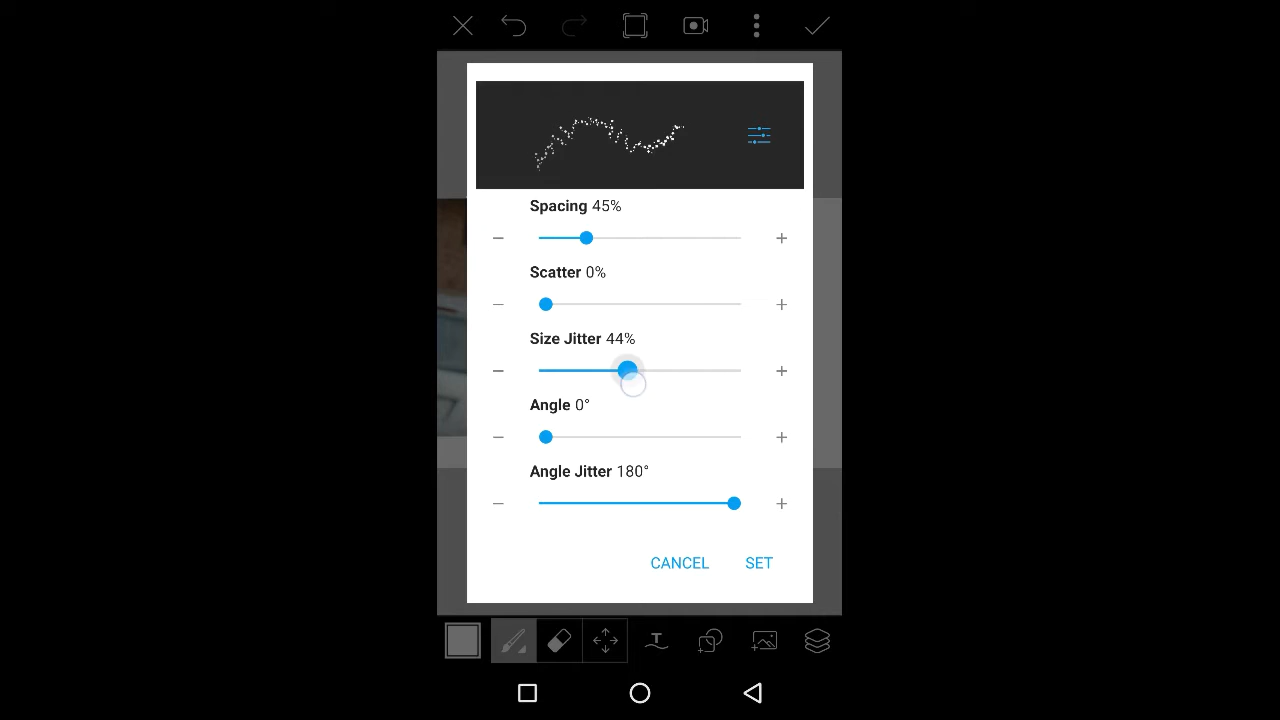 Spacing 45%
Scatter 0%
Size Jitter 44%
Angle 0°
Angle Jitter 180°
CANCEL SET